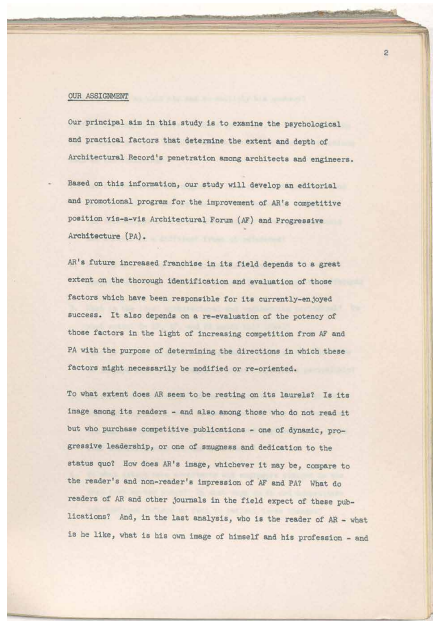 2
OUR ASSIGNMENT
Our principal aim in this study is to examine the psychological
and practical factors that determine the extent and depth of
Architectural Record's penetration among architects and engineers.
Based on this information, our study will develop an editorial
and promotional program for the improvement of AR's competitive
position vis-a-vis Architectural Forum (AF) and Progressive
Architecture (PA).
AR's future increased franchise in its field depends to a great
extent on the thorough identification and evaluation of those
factors which have been responsible for its currently-enjoyed
success. It also depends on a re-evaluation of the potency of
those factors in the light of increasing competition from AF and
PA with the purpose of determining the directions in which these
factors might necessarily be modified or re-oriented.
To what extent does AR seem to be resting on its laurels? Is its
image among its readers - and also among those who do not read it
but who purchase competitive publications - one of dynamic, pro-
gressive leadership, or one of smugness and dedication to the
status quo? How does AR's image, whichever it may be, compare to
the reader's and non-reader's impression of AF and PA? What do
readers of AR and other journals in the field expect of these pub-
lications? And, in the last analysis, who is the reader of AR - what
is he like, what is his own image of himself and his profession - and